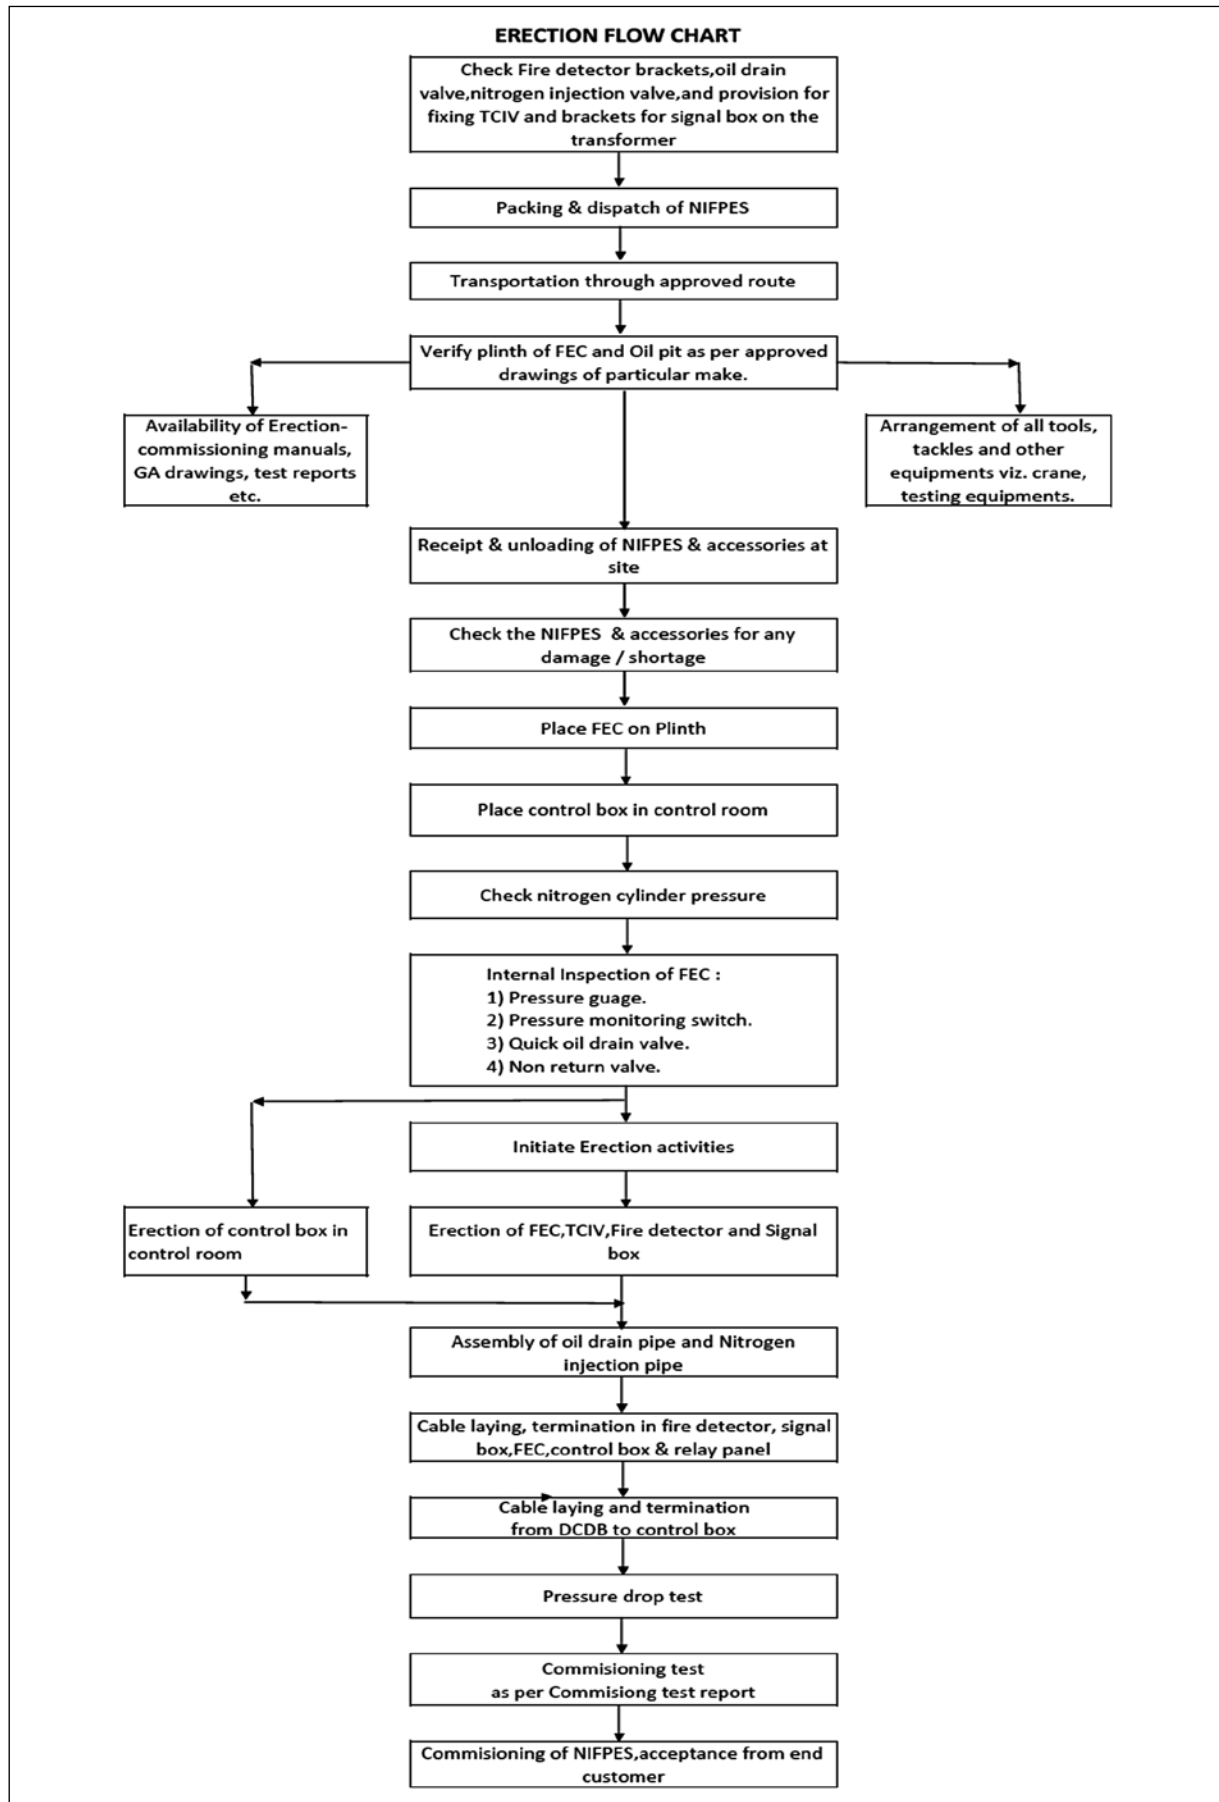 ERECTION FLOW CHART
Check Fire detector brackets,oil drain
valve,nitrogen injection valve,and provision for
fixing TCIV and brackets for signal box on the
transformer
Packing & dispatch of NIFPES
Transportation through approved route
Verify plinth of FEC and Oil pit as per approved
drawings of particular make.
Availability of Erection-
commissioning manuals,
GA drawings, test reports
etc.
Arrangement of all tools,
tackles and other
equipments viz. crane,
testing equipments.
Receipt & unloading of NIFPES & accessories at
site
Check the NIFPES & accessories for any
damage / shortage
Place FEC on Plinth
Place control box in control room
Check nitrogen cylinder pressure
Internal Inspection of FEC :
1) Pressure guage.
2) Pressure monitoring switch.
3) Quick oil drain valve.
4) Non return valve.
Initiate Erection activities
Erection of control box in
control room
Erection of FEC,TCIV,Fire detector and Signal
box
Assembly of oil drain pipe and Nitrogen
injection pipe
Cable laying, termination in fire detector, signal
box,FEC,control box & relay panel
Cable laying and termination
from DCDB to control box
Pressure drop test
Commisioning test
as per Commisiong test report
Commisioning of NIFPES,acceptance from end
customer